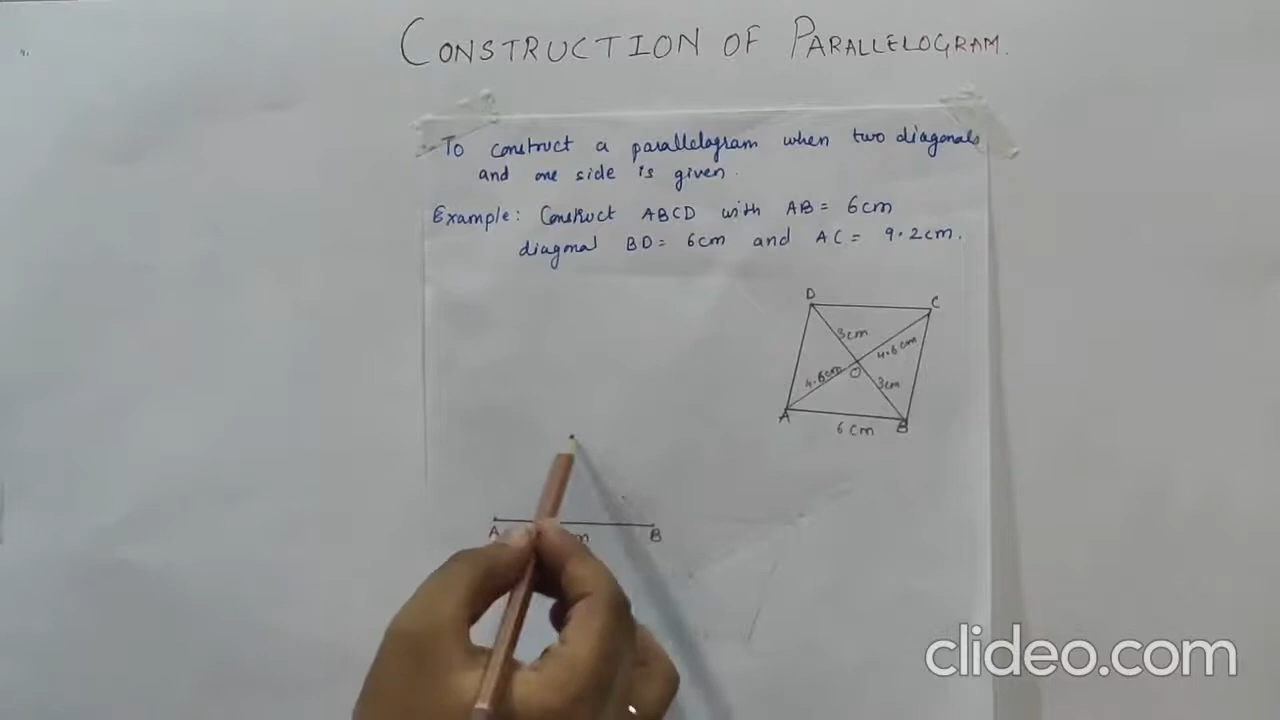 CONSTRUCTION OF PARALLELOGRAM.
To construct a parallelogram when two diagonals
and one side is given.
Example: Construct ABCD with AB = 6cm
diagonal BD = 6cm and AC = 9.2cm.
D C
3cm 4.6cm
4.6cm O 3cm
A B
6cm
A B
clideo.com